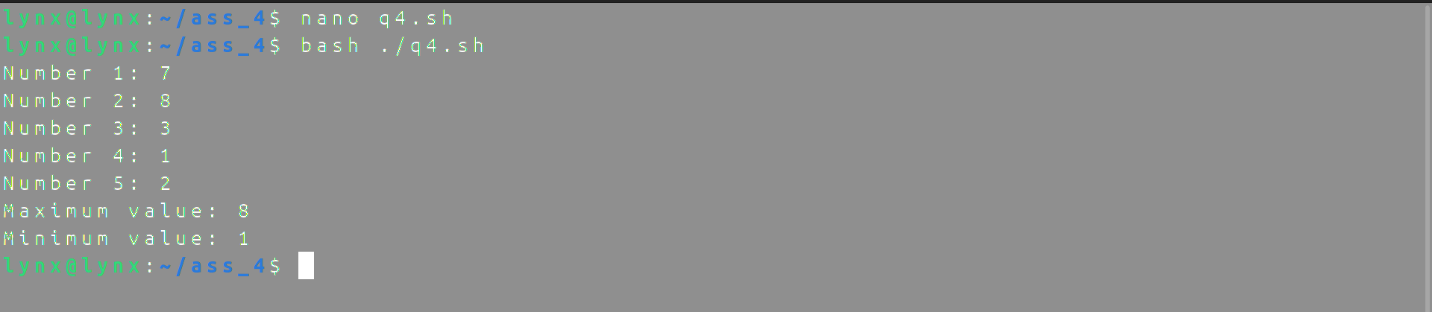 lynx@lynx:~/ass_4$ nano q4.sh
lynx@lynx:~/ass_4$ bash ./q4.sh
Number 1: 7
Number 2: 8
Number 3: 3
Number 4: 1
Number 5: 2
Maximum value: 8
Minimum value: 1
lynx@lynx:~/ass_4$